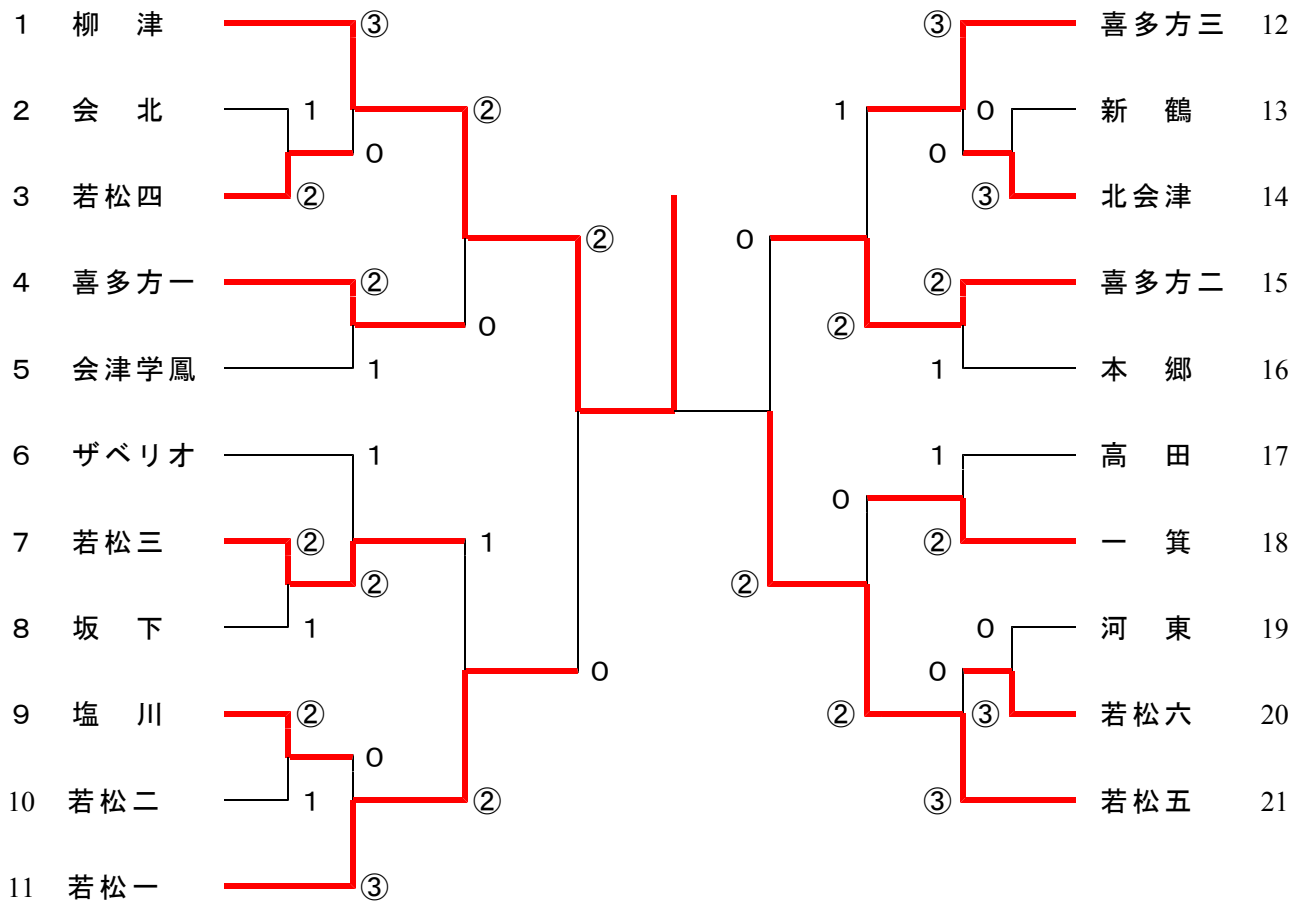 1 柳 津 ③ ③ 喜多方三 12
2 会 北 1 ② 1 0 新 鶴 13
0 0
3 若松四 ② ③ 北会津 14
② 0
4 喜多方一 ② ② 喜多方二 15
0 ②
5 会津学鳳 1 1 本 郷 16
6 ザベリオ 1 1 高 田 17
0
7 若松三 ② 1 ② 一 箕 18
② ②
8 坂 下 1 0 河 東 19
0 0
9 塩 川 ② ② ③ 若松六 20
0
10 若松二 1 ② ③ 若松五 21
11 若松一 ③